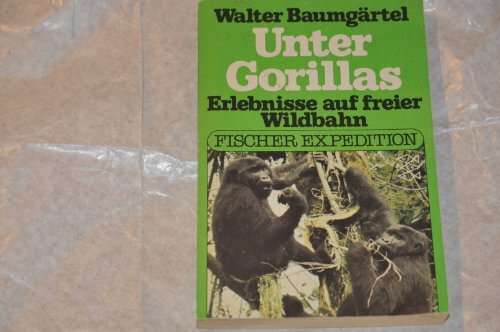 Walter Baumgärtel
Unter
Gorillas
Erlebnisse auf freier
Wildbahn
FISCHER EXPEDITION